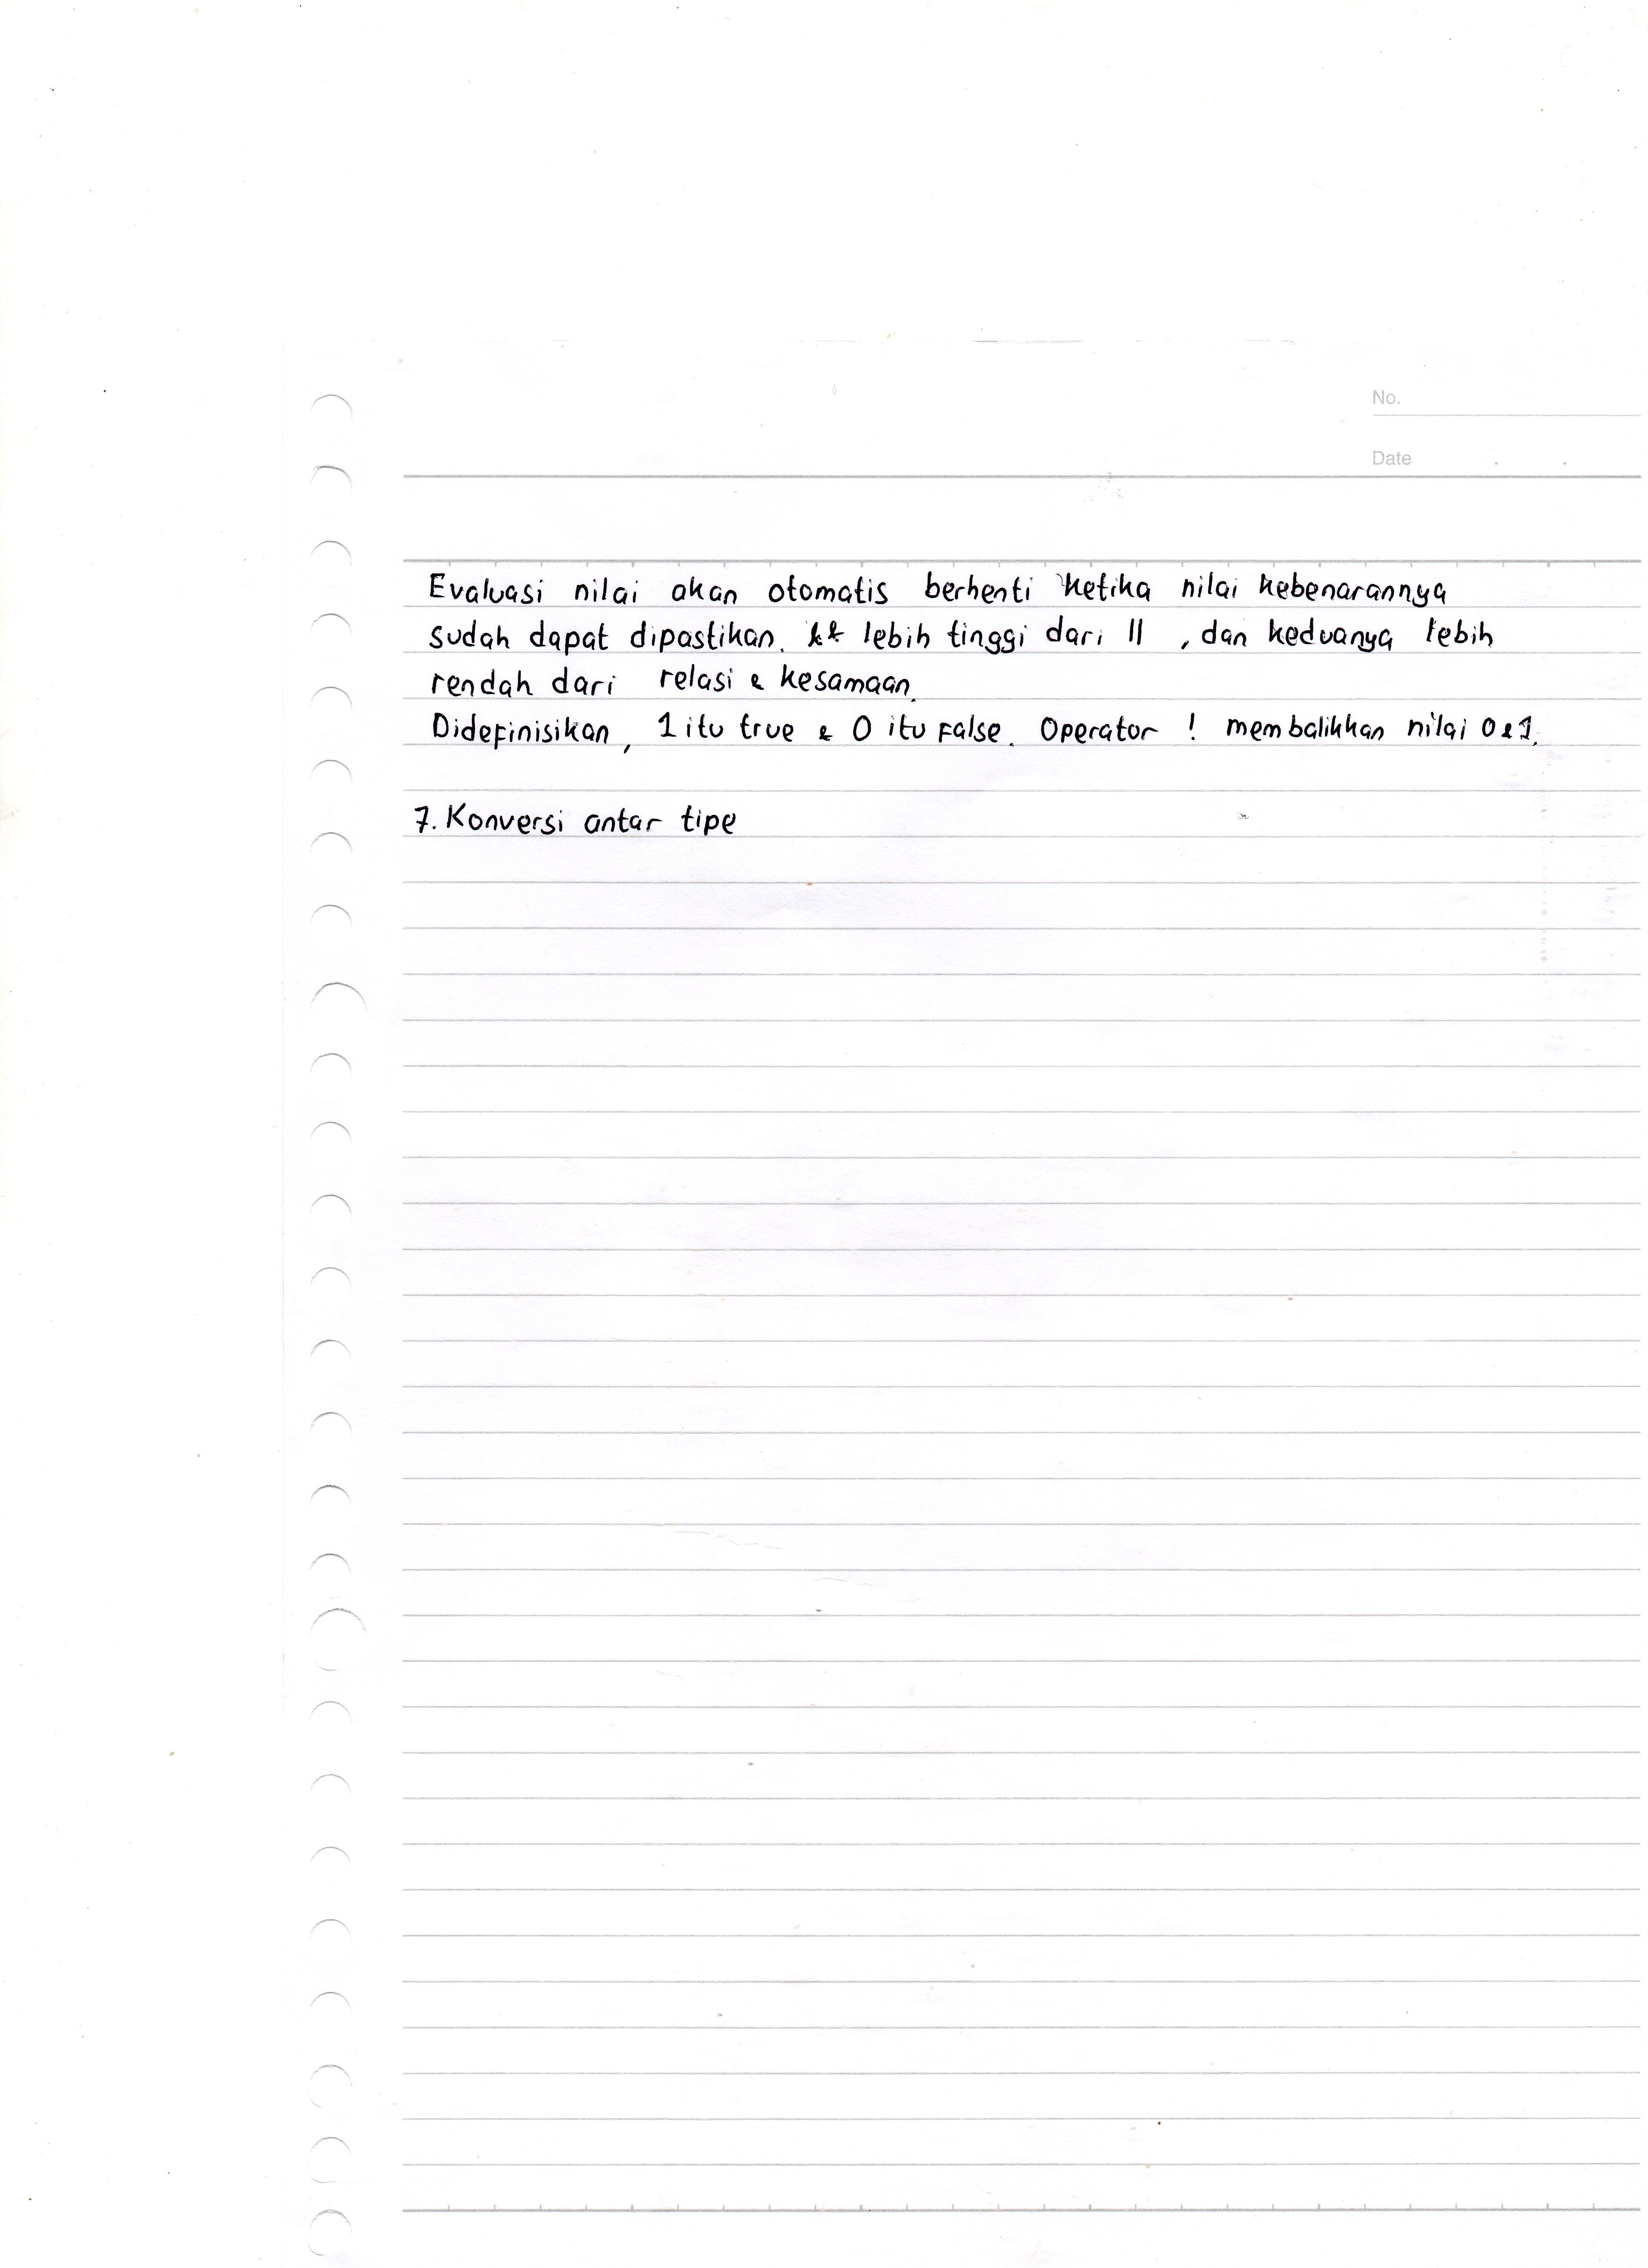 No.
Date
Evaluasi nilai akan otomatis berhenti ketika nilai kebenarannya
sudah dapat dipastikan. && lebih tinggi dari || , dan keduanya lebih
rendah dari relasi & kesamaan.
Didefinisikan, 1 itu true & 0 itu False. Operator ! membalikkan nilai 0 & 1.
7. Konversi antar tipe